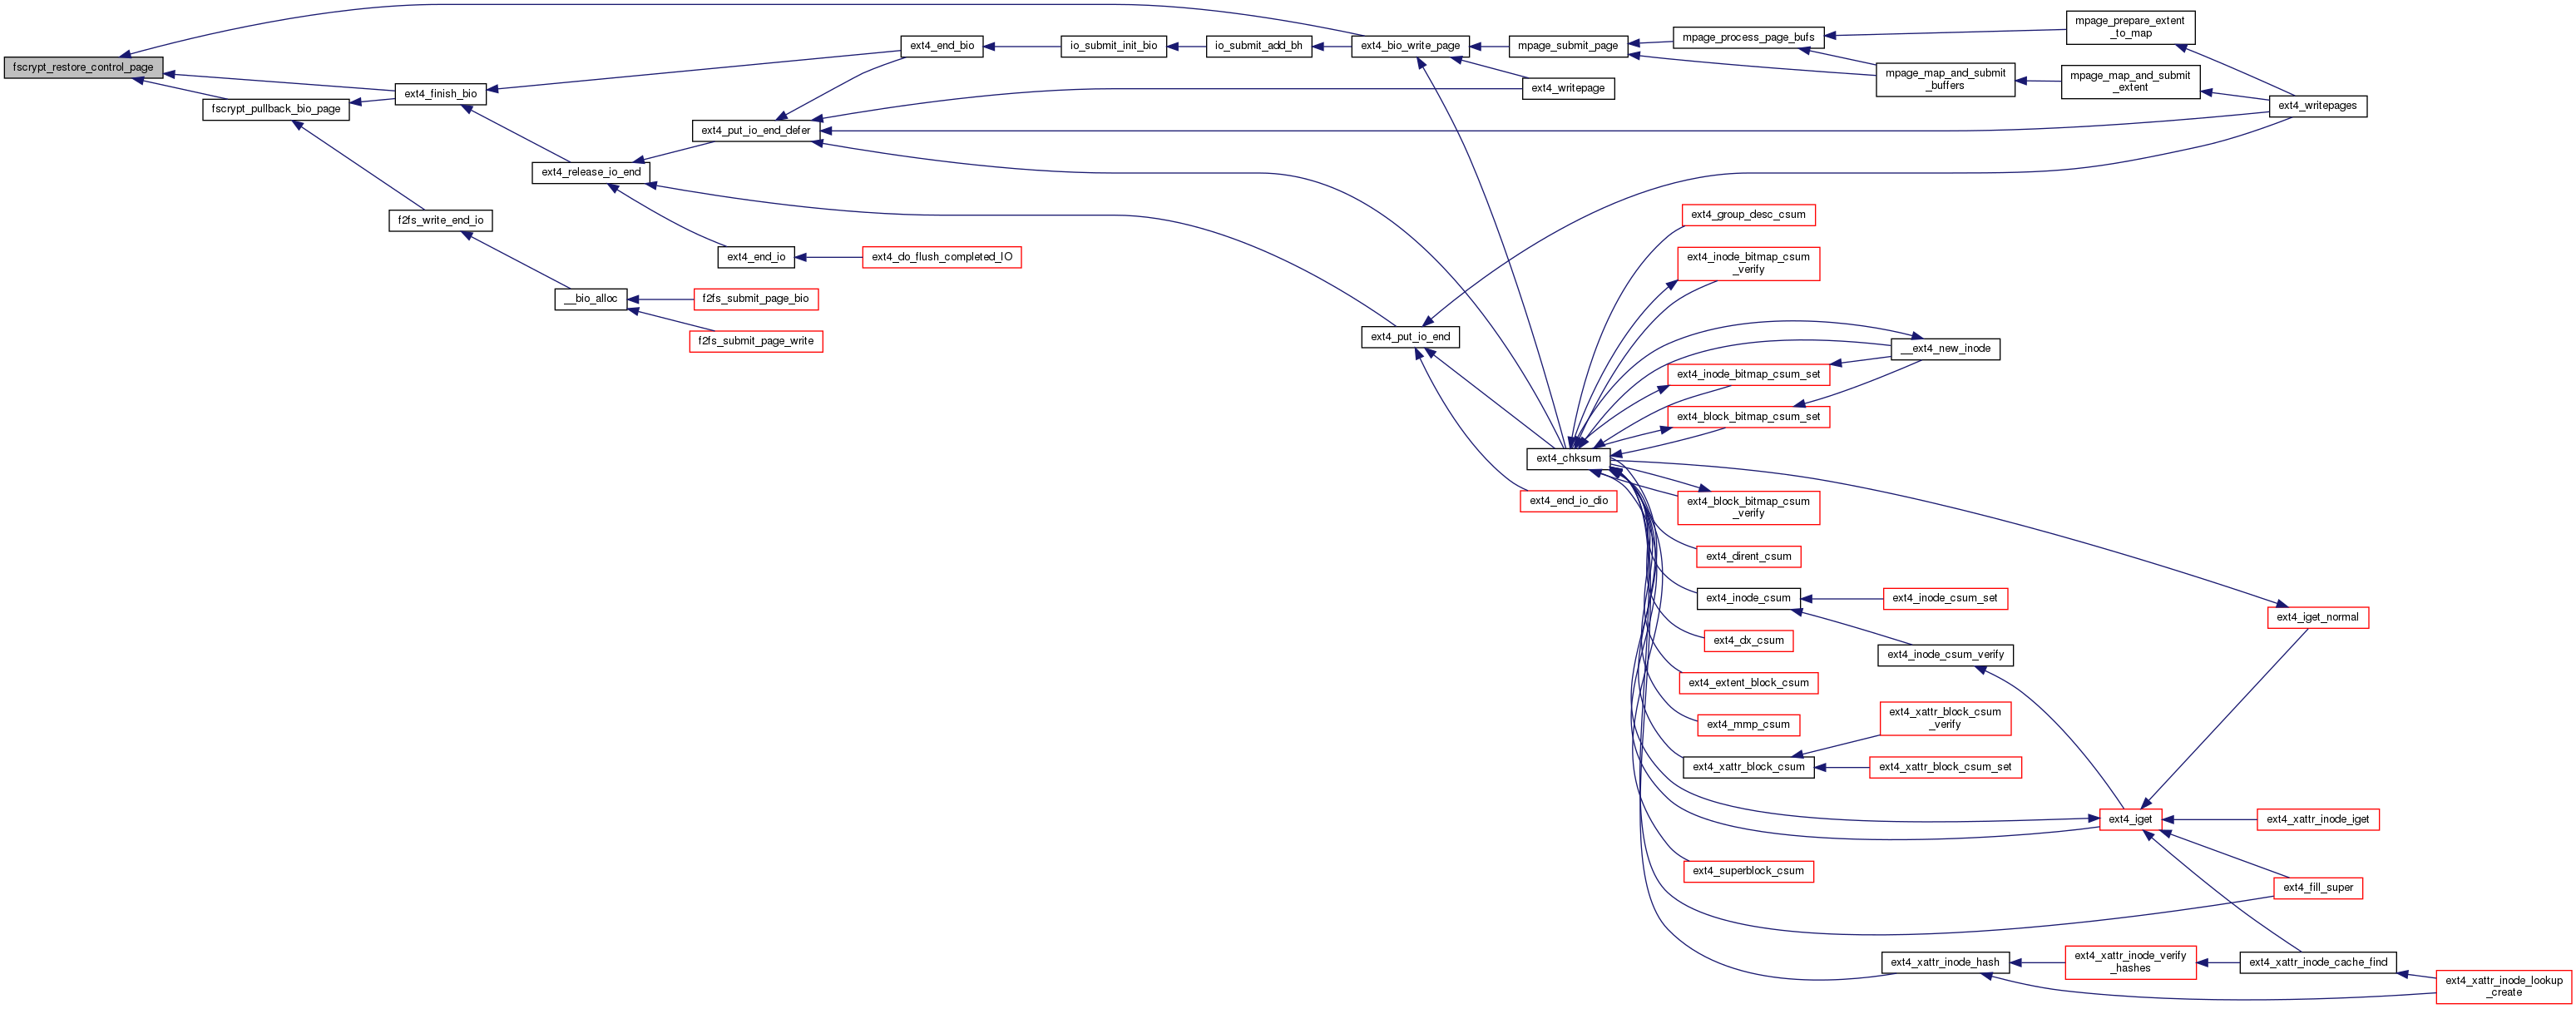 fscrypt_restore_control_page
fscrypt_pullback_bio_page
ext4_finish_bio
f2fs_write_end_io
ext4_release_io_end
__bio_alloc
ext4_put_io_end_defer
ext4_end_io
f2fs_submit_page_bio
f2fs_submit_page_write
ext4_end_bio
ext4_do_flush_completed_IO
io_submit_init_bio
io_submit_add_bh
ext4_bio_write_page
ext4_put_io_end
mpage_submit_page
ext4_writepage
ext4_chksum
ext4_end_io_dio
mpage_process_page_bufs
mpage_map_and_submit
_buffers
ext4_group_desc_csum
ext4_inode_bitmap_csum
_verify
__ext4_new_inode
ext4_inode_bitmap_csum_set
ext4_block_bitmap_csum_set
ext4_block_bitmap_csum
_verify
ext4_dirent_csum
ext4_inode_csum
ext4_dx_csum
ext4_extent_block_csum
ext4_mmp_csum
ext4_xattr_block_csum
ext4_superblock_csum
ext4_inode_csum_set
ext4_inode_csum_verify
ext4_xattr_block_csum
_verify
ext4_xattr_block_csum_set
ext4_xattr_inode_hash
mpage_prepare_extent
_to_map
mpage_map_and_submit
_extent
ext4_writepages
ext4_iget_normal
ext4_iget
ext4_xattr_inode_iget
ext4_fill_super
ext4_xattr_inode_verify
_hashes
ext4_xattr_inode_cache_find
ext4_xattr_inode_lookup
_create